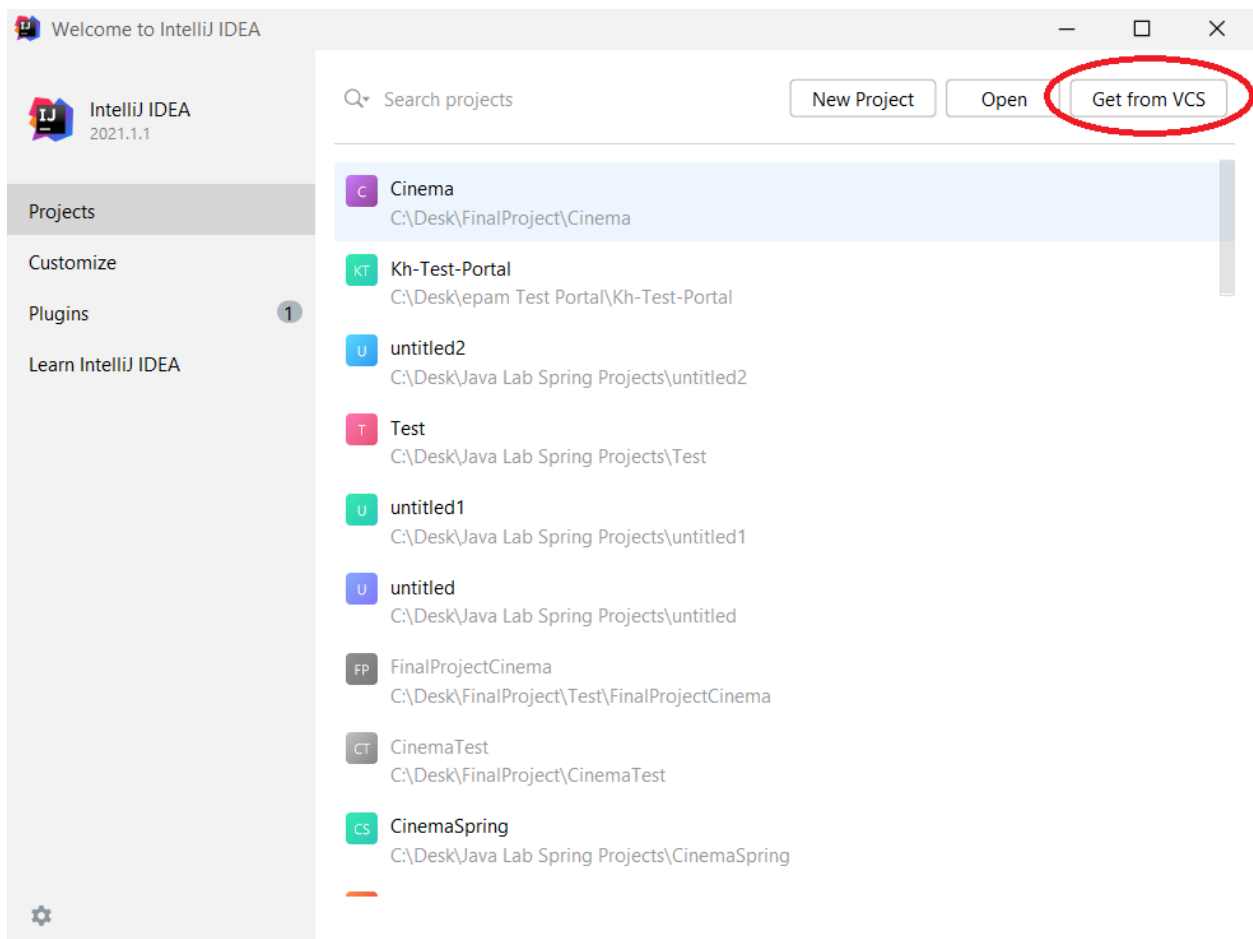 Welcome to IntelliJ IDEA
IntelliJ IDEA
2021.1.1
Projects
Customize
Plugins 1
Learn IntelliJ IDEA
Search projects New Project Open Get from VCS
C Cinema
C:\Desk\FinalProject\Cinema
KT Kh-Test-Portal
C:\Desk\epam Test Portal\Kh-Test-Portal
U untitled2
C:\Desk\Java Lab Spring Projects\untitled2
T Test
C:\Desk\Java Lab Spring Projects\Test
U untitled1
C:\Desk\Java Lab Spring Projects\untitled1
U untitled
C:\Desk\Java Lab Spring Projects\untitled
FP FinalProjectCinema
C:\Desk\FinalProject\Test\FinalProjectCinema
CT CinemaTest
C:\Desk\FinalProject\CinemaTest
CS CinemaSpring
C:\Desk\Java Lab Spring Projects\CinemaSpring